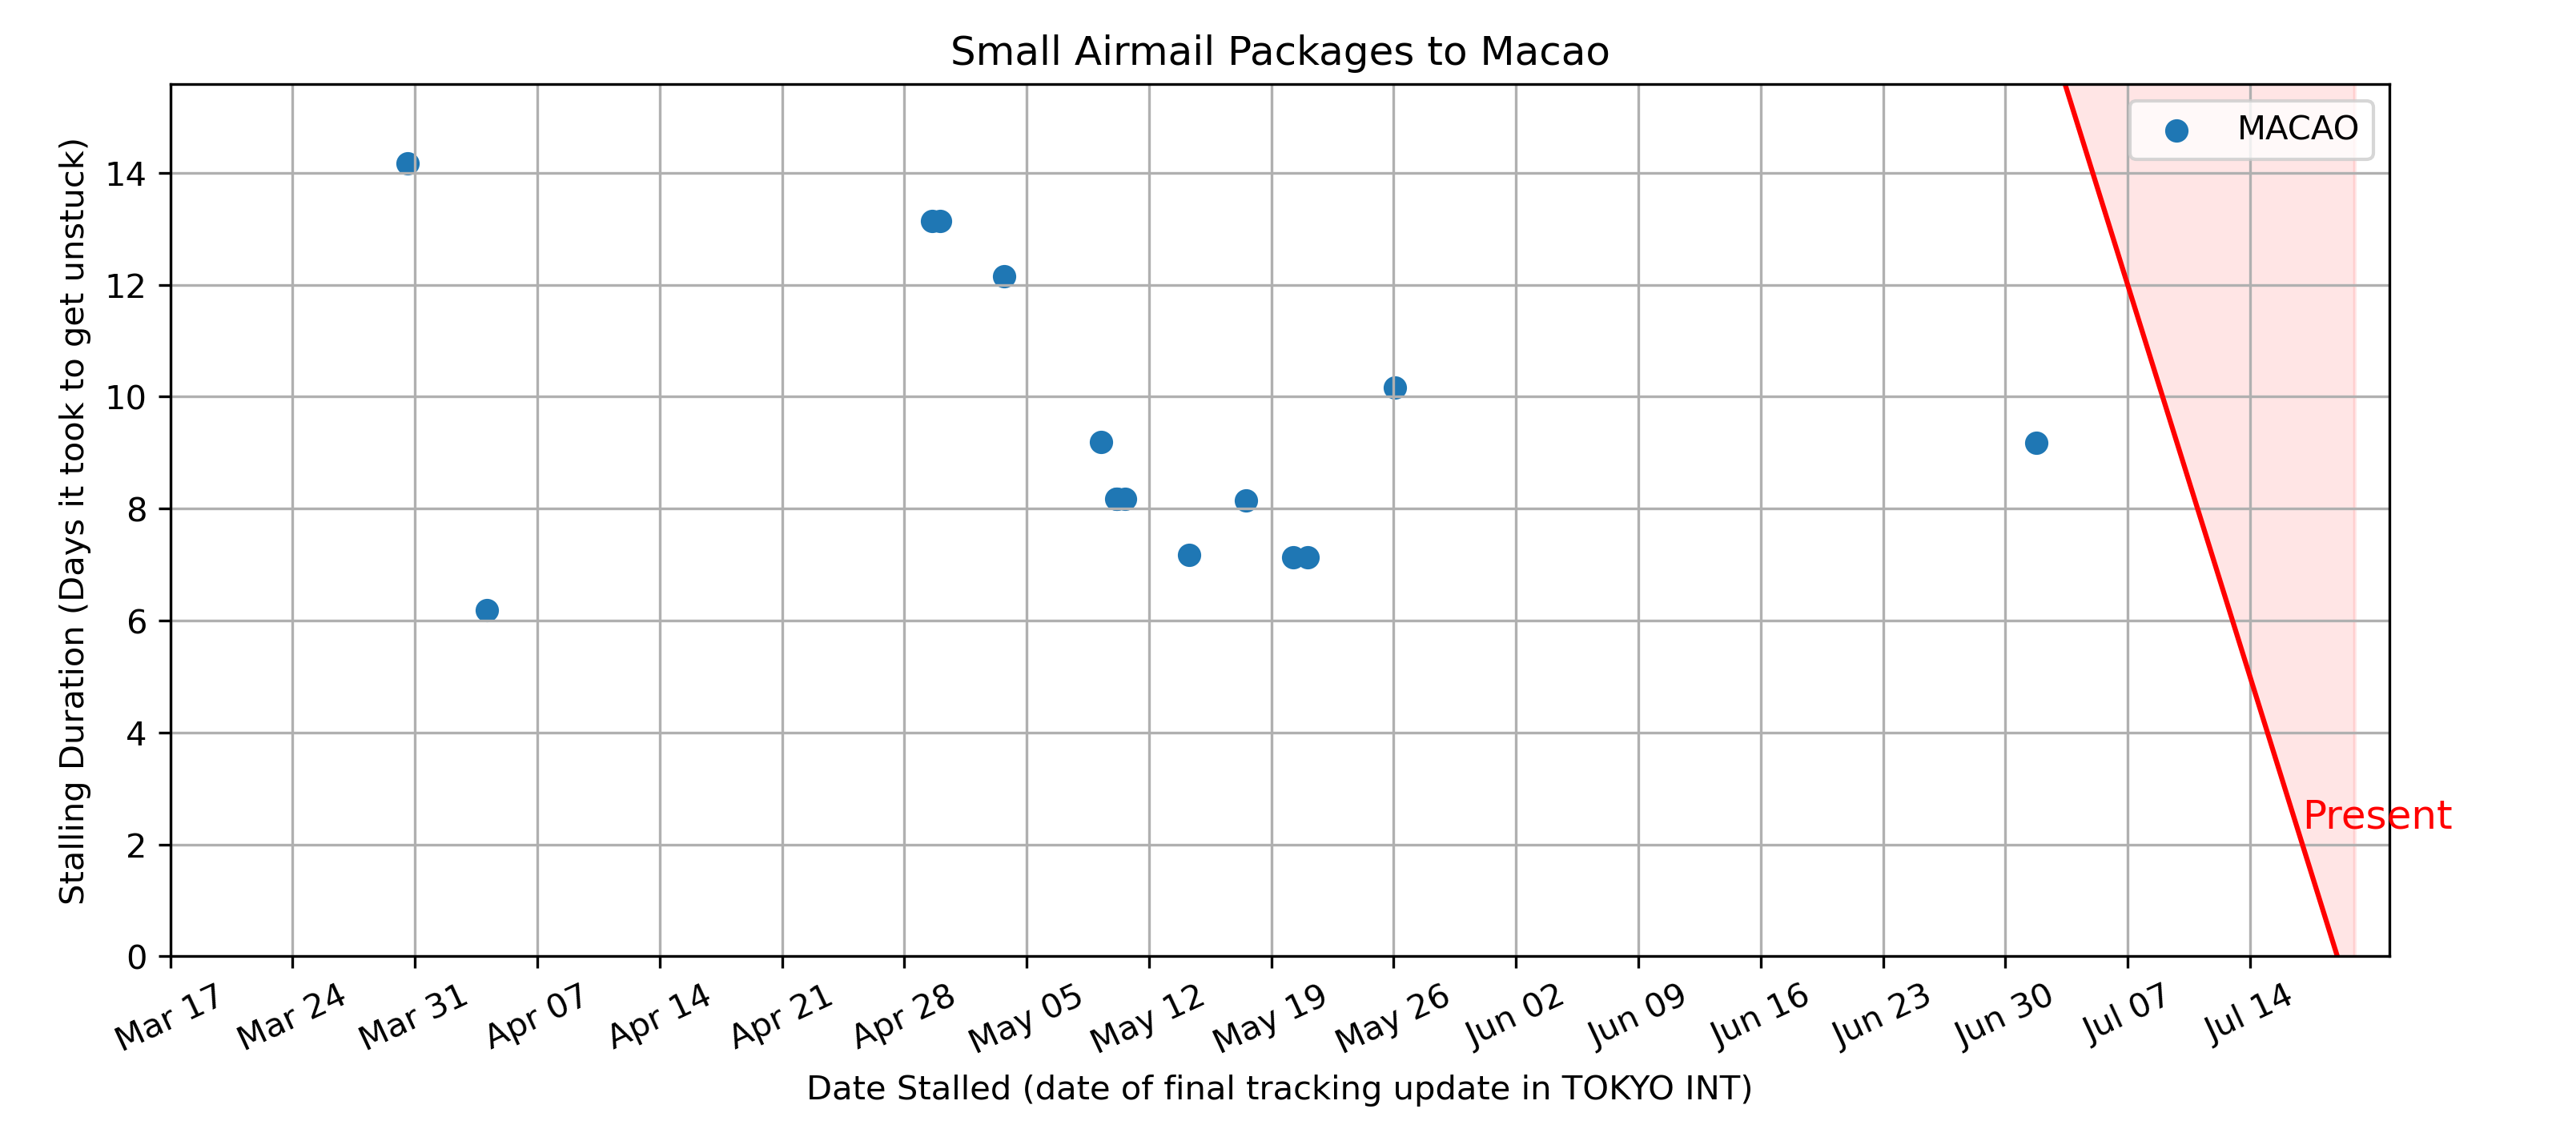 Small Airmail Packages to Macao
MACAO
Stalling Duration (Days it took to get unstuck)
14
12
10
8
6
4
2
0
Present
Mar 17
Mar 24
Mar 31
Apr 07
Apr 14
Apr 21
Apr 28
May 05
May 12
May 19
May 26
Jun 02
Jun 09
Jun 16
Jun 23
Jun 30
Jul 07
Jul 14
Date Stalled (date of final tracking update in TOKYO INT)